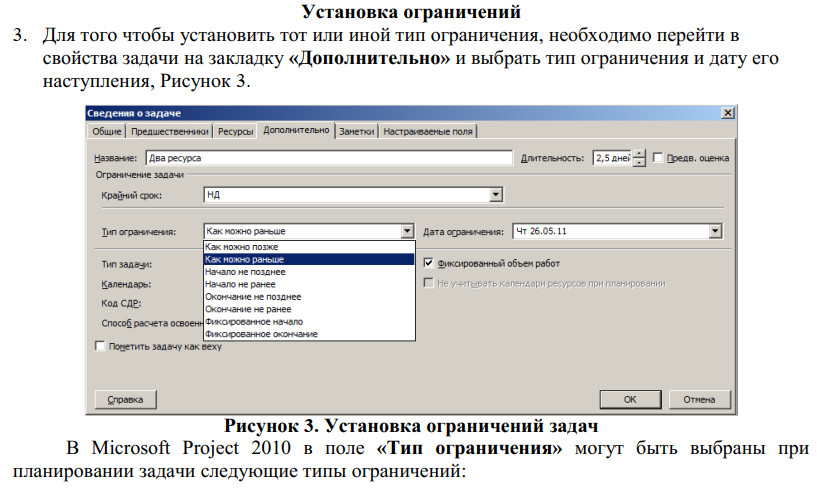 Установка ограничений
3. Для того чтобы установить тот или иной тип ограничения, необходимо перейти в
свойства задачи на закладку «Дополнительно» и выбрать тип ограничения и дату его
наступления, Рисунок 3.
Сведения о задаче
Общие Предшественники Ресурсы Дополнительно Заметки Настраиваемые поля
Название: Два ресурса Длительность: 2,5 дней Предв. оценка
Ограничение задачи
Крайний срок: НД
Тип ограничения: Как можно раньше Дата ограничения: Чт 26.05.11
Как можно позже
Тип задачи: Как можно раньше Фиксированный объем работ
Начало не позднее
Календарь: Начало не ранее Не учитывать календари ресурсов при планировании
Окончание не позднее
Код СДР: Окончание не ранее
Способ расчета освоен Фиксированное начало
Фиксированное окончание
Пометить задачу как веху
Справка ОК Отмена
Рисунок 3. Установка ограничений задач
В Microsoft Project 2010 в поле «Тип ограничения» могут быть выбраны при
планировании задачи следующие типы ограничений: